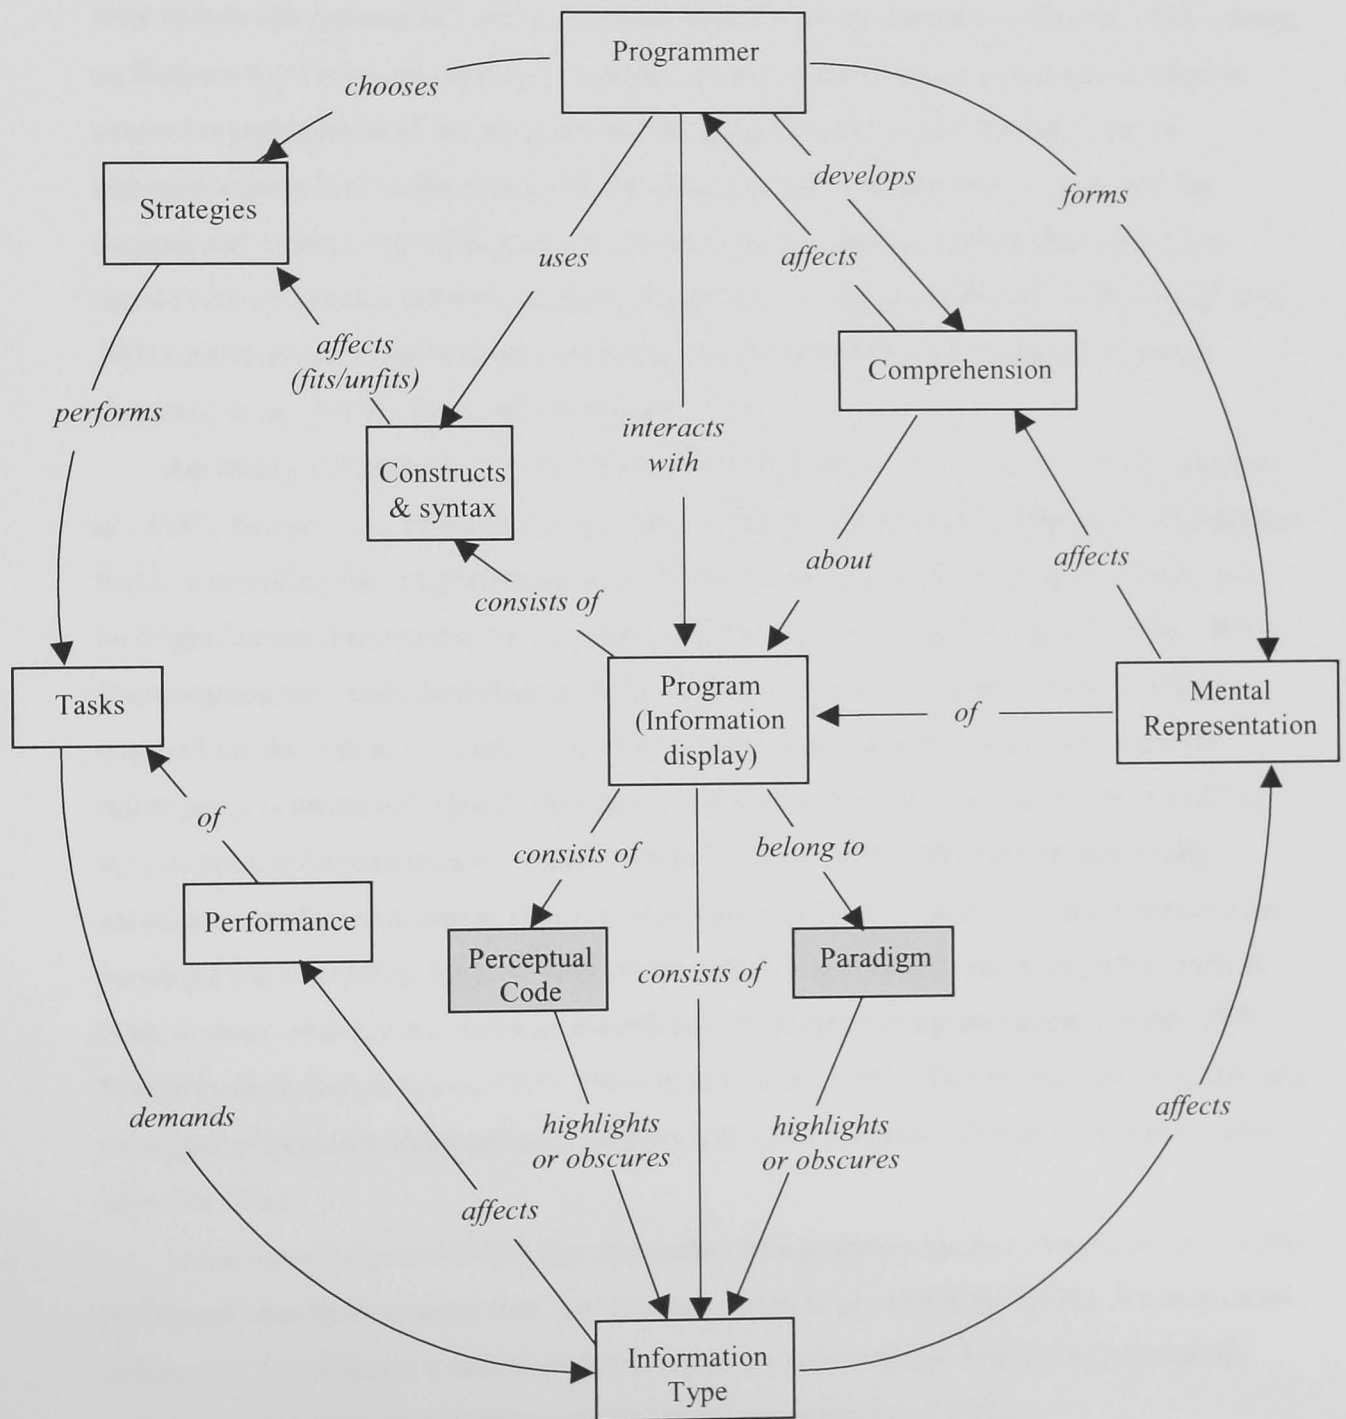 Programmer
chooses
Strategies
develops
forms
uses
affects
affects
(fits/unfits)
Comprehension
performs
interacts
with
Constructs
& syntax
about
affects
consists of
Tasks
Program
(Information
display)
of
Mental
Representation
of
consists of
belong to
Performance
Perceptual
Code
consists of
Paradigm
demands
highlights
or obscures
highlights
or obscures
affects
affects
Information
Type